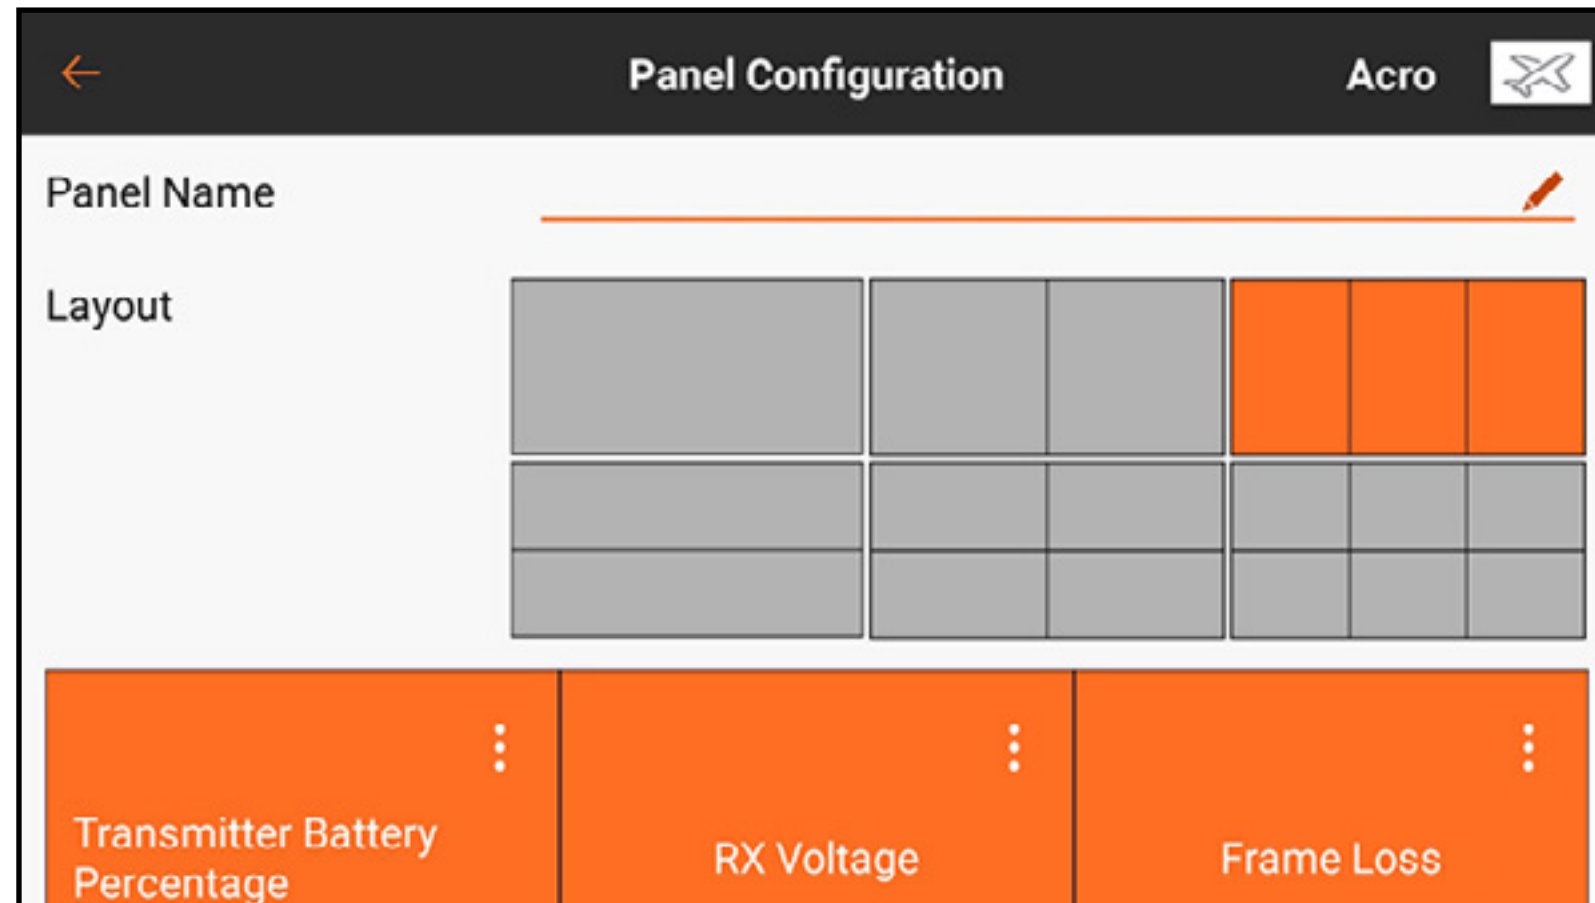 Panel Configuration
Acro
Panel Name
Layout
Transmitter Battery
Percentage
RX Voltage
Frame Loss